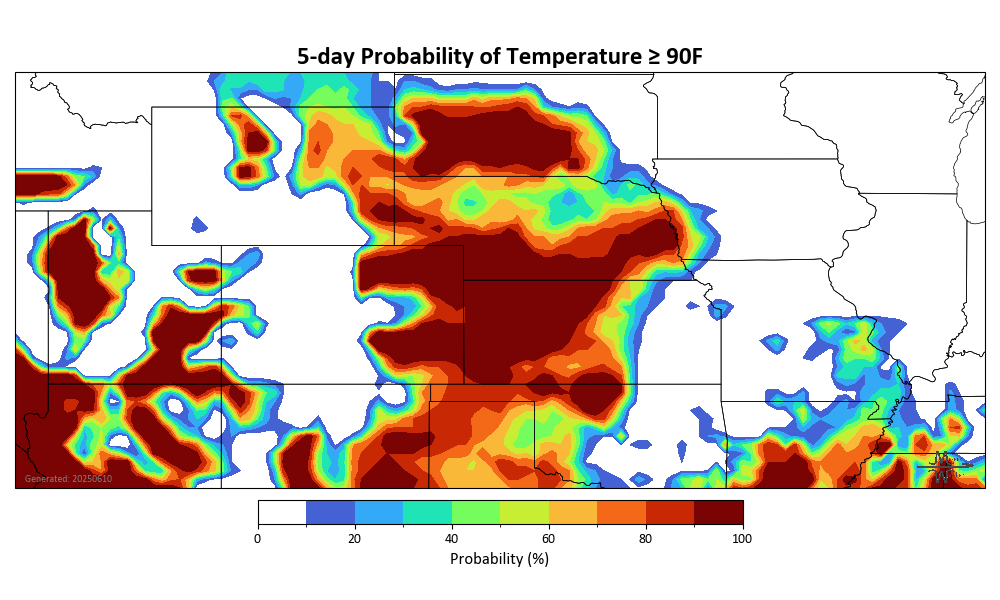 5-day Probability of Temperature ≥ 90F
Generated: 20250610
0 20 40 60 80 100
Probability (%)